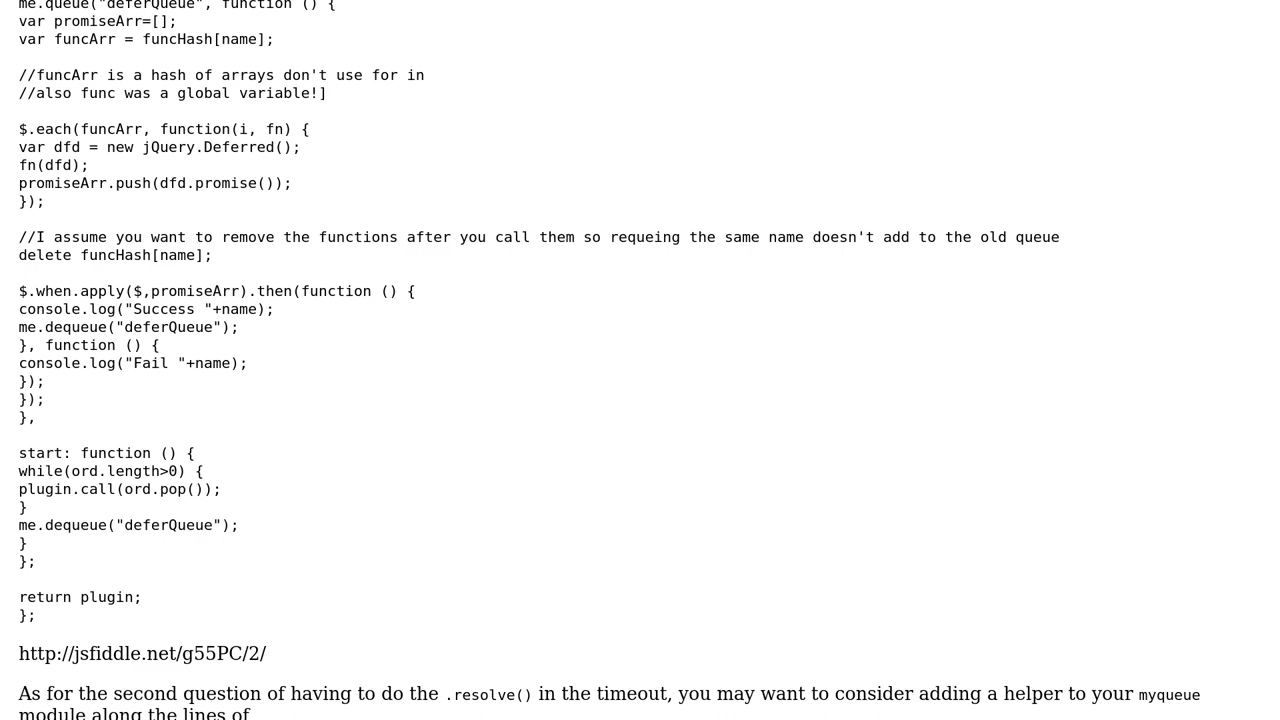 me.queue("deferQueue", function () {
var promiseArr=[];
var funcArr = funcHash[name];
//funcArr is a hash of arrays don't use for in
//also func was a global variable!]
$.each(funcArr, function(i, fn) {
var dfd = new jQuery.Deferred();
fn(dfd);
promiseArr.push(dfd.promise());
});
//I assume you want to remove the functions after you call them so requeing the same name doesn't add to the old queue
delete funcHash[name];
$.when.apply($,promiseArr).then(function () {
console.log("Success "+name);
me.dequeue("deferQueue");
}, function () {
console.log("Fail "+name);
});
});
},
start: function () {
while(ord.length>0) {
plugin.call(ord.pop());
}
me.dequeue("deferQueue");
}
};
return plugin;
};
http://jsfiddle.net/g55PC/2/
As for the second question of having to do the .resolve() in the timeout, you may want to consider adding a helper to your myqueue
module along the lines of